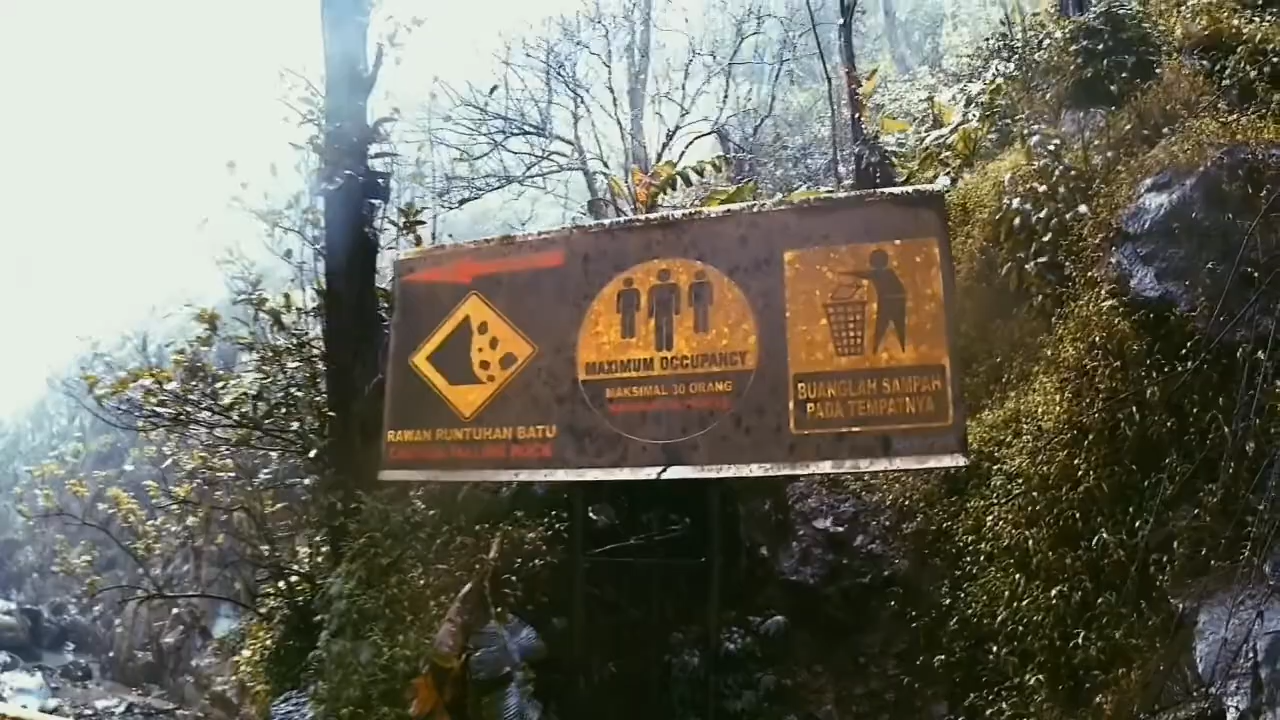 RAWAN RUNTUHAN BATU
MAXIMUM OCCUPANCY
MAKSIMAL 30 ORANG
BUANGLAH SAMPAH
PADA TEMPATNYA